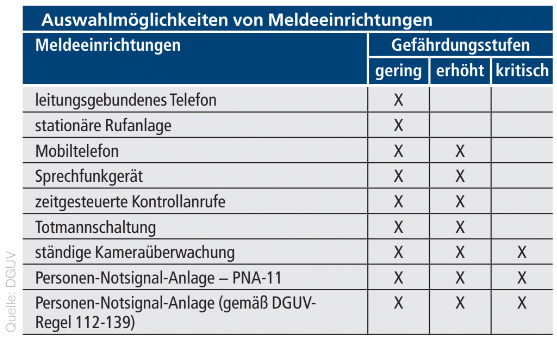 Auswahlmöglichkeiten von Meldeeinrichtungen
Meldeeinrichtungen Gefährdungsstufen
gering erhöht kritisch
leitungsgebundenes Telefon X
stationäre Rufanlage X
Mobiltelefon X X
Sprechfunkgerät X X
zeitgesteuerte Kontrollanrufe X X
Totmannschaltung X X
ständige Kameraüberwachung X X X
Personen-Notsignal-Anlage – PNA-11 X X X
Personen-Notsignal-Anlage (gemäß DGUV- X X X
Regel 112-139)
Quelle: DGUV